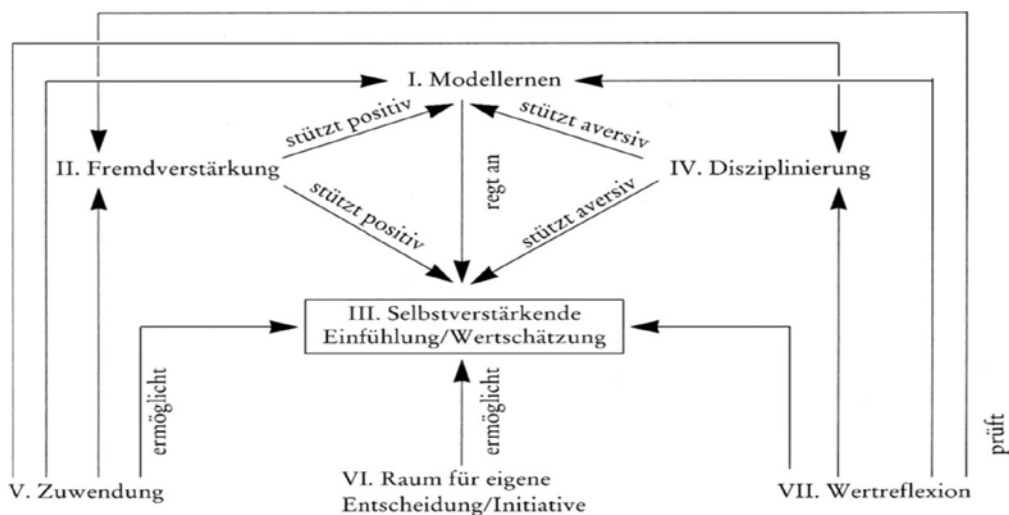 I. Modellernen
stützt positiv
stützt aversiv
II. Fremdverstärkung
IV. Disziplinierung
regt an
stützt positiv
stützt aversiv
III. Selbstverstärkende
Einfühlung/Wertschätzung
ermöglicht
ermöglicht
prüft
V. Zuwendung
VI. Raum für eigene
Entscheidung/Initiative
VII. Wertreflexion